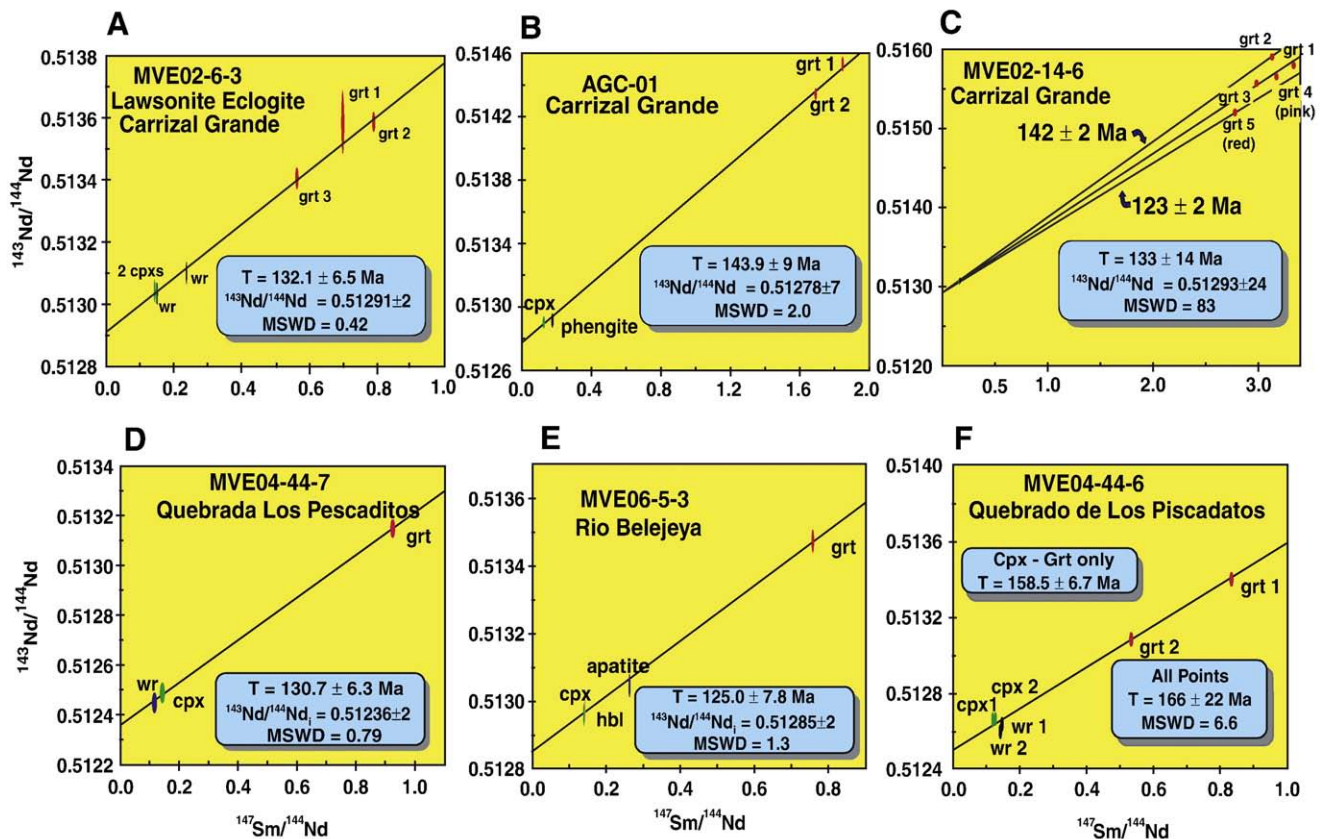 A
0.5138
0.5136
0.5134
0.5132
0.5130
0.5128
¹⁴³Nd/¹⁴⁴Nd
MVE02-6-3
Lawsonite Eclogite
Carrizal Grande
grt 1
grt 2
grt 3
2 cpxs
wr
wr
T = 132.1 ± 6.5 Ma
¹⁴³Nd/¹⁴⁴Nd = 0.51291±2
MSWD = 0.42
0.0 0.2 0.4 0.6 0.8 1.0
B
0.5146
0.5144
0.5142
0.5138
0.5134
0.5130
0.5126
AGC-01
Carrizal Grande
grt 1
grt 2
cpx
phengite
T = 143.9 ± 9 Ma
¹⁴³Nd/¹⁴⁴Nd = 0.51278±7
MSWD = 2.0
0.0 0.4 0.8 1.2 1.6 2.0
C
0.5160
0.5150
0.5140
0.5130
0.5120
MVE02-14-6
Carrizal Grande
grt 2
grt 1
grt 3
grt 4
(pink)
grt 5
(red)
142 ± 2 Ma
123 ± 2 Ma
T = 133 ± 14 Ma
¹⁴³Nd/¹⁴⁴Nd = 0.51293±24
MSWD = 83
0.5 1.0 2.0 3.0
D
0.5134
0.5132
0.5130
0.5128
0.5126
0.5124
0.5122
¹⁴³Nd/¹⁴⁴Nd
MVE04-44-7
Quebrada Los Pescaditos
grt
wr
cpx
T = 130.7 ± 6.3 Ma
¹⁴³Nd/¹⁴⁴Ndᵢ = 0.51236±2
MSWD = 0.79
0.0 0.2 0.4 0.6 0.8 1.0
¹⁴⁷Sm/¹⁴⁴Nd
E
0.5136
0.5134
0.5132
0.5130
0.5128
MVE06-5-3
Rio Belejeya
grt
apatite
cpx
hbl
T = 125.0 ± 7.8 Ma
¹⁴³Nd/¹⁴⁴Ndᵢ = 0.51285±2
MSWD = 1.3
0.0 0.2 0.4 0.6 0.8
¹⁴⁷Sm/¹⁴⁴Nd
F
0.5140
0.5136
0.5132
0.5128
0.5124
MVE04-44-6
Quebrado de Los Piscadatos
Cpx - Grt only
T = 158.5 ± 6.7 Ma
grt 1
grt 2
cpx 2
cpx1
wr 1
wr 2
All Points
T = 166 ± 22 Ma
MSWD = 6.6
0.0 0.2 0.4 0.6 0.8 1.0
¹⁴⁷Sm/¹⁴⁴Nd